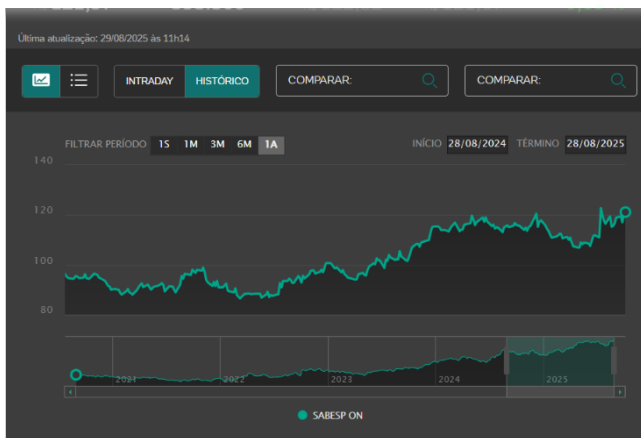 Última atualização: 29/08/2025 às 11h14
INTRADAY HISTÓRICO COMPARAR: COMPARAR:
FILTRAR PERÍODO 1S 1M 3M 6M 1A INÍCIO 28/08/2024 TÉRMINO 28/08/2025
140
120
100
80
2021 2022 2023 2024 2025
SABESP ON